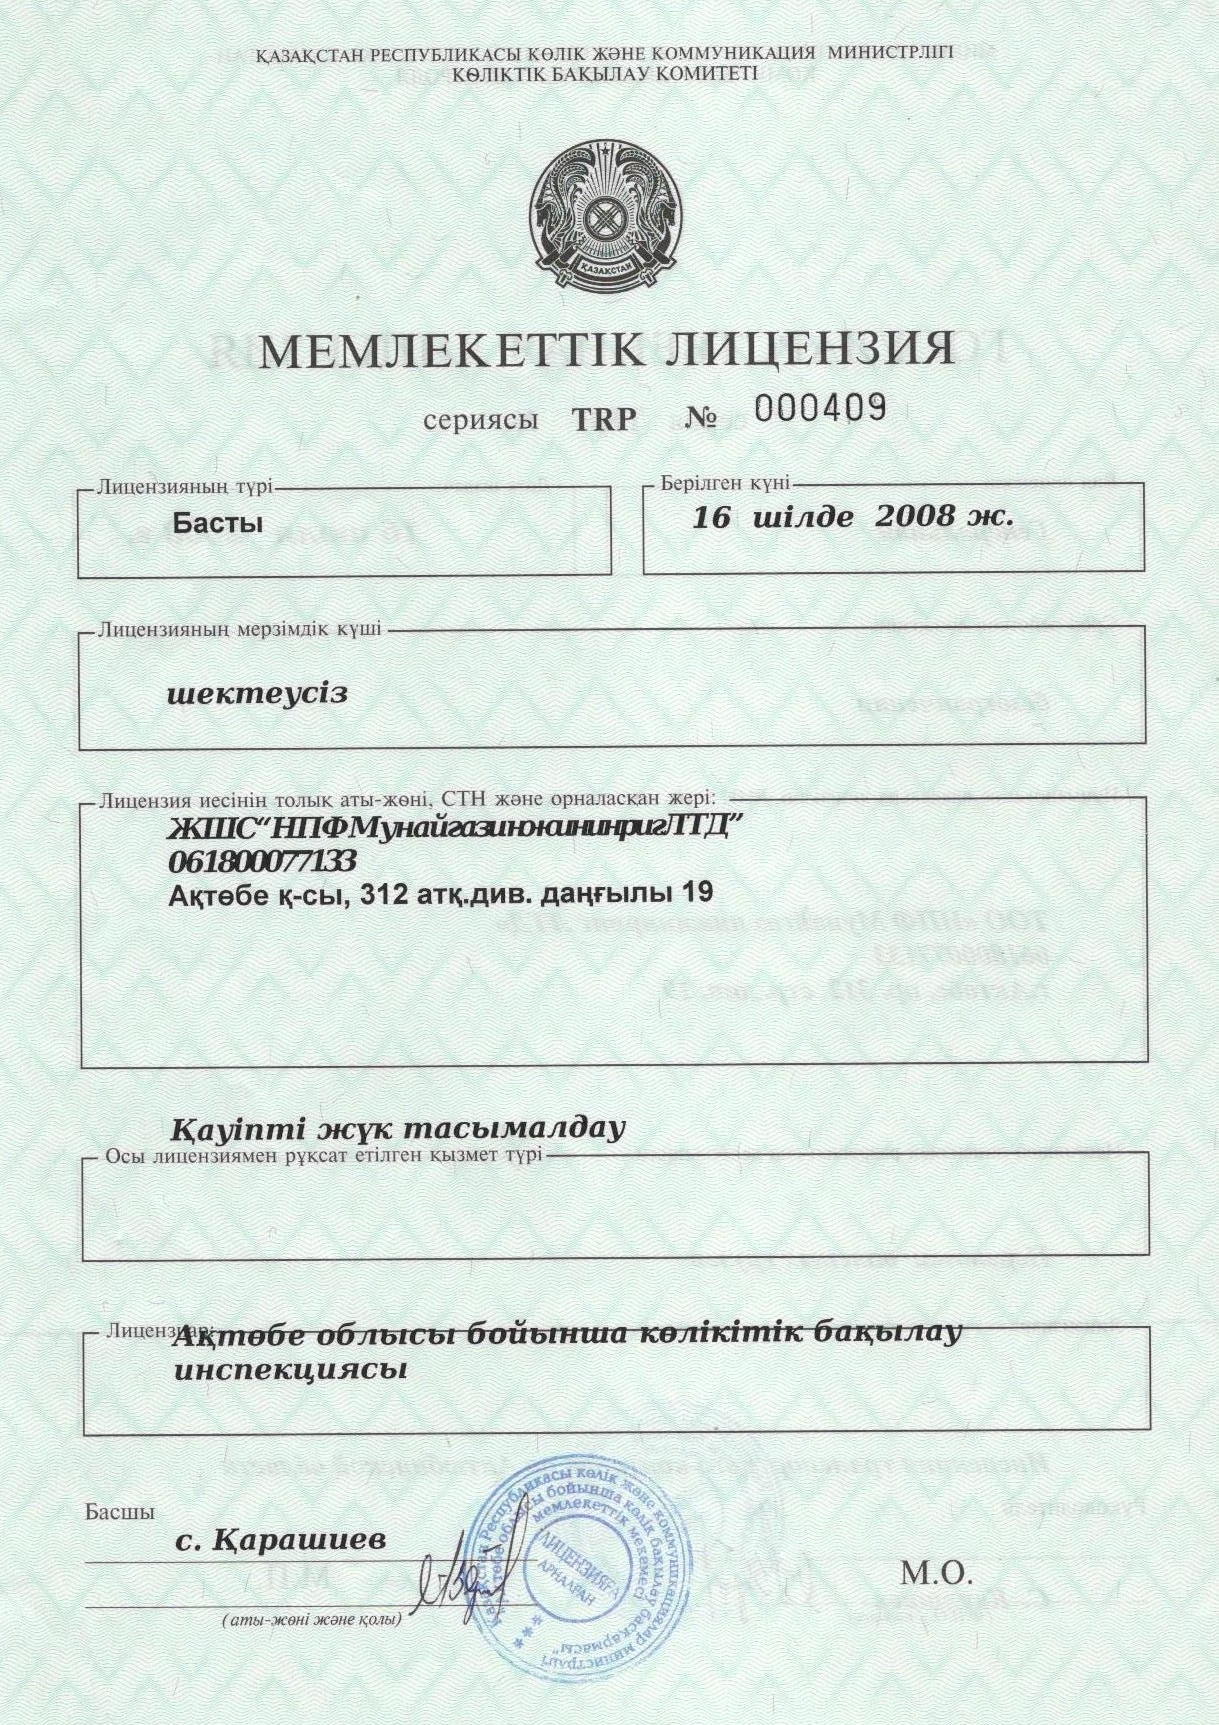 ҚАЗАҚСТАН РЕСПУБЛИКАСЫ КӨЛІК ЖӘНЕ КОММУНИКАЦИЯ МИНИСТРЛІГІ
КӨЛІКТІК БАҚЫЛАУ КОМИТЕТІ
ҚАЗАҚСТАН
МЕМЛЕКЕТТІК ЛИЦЕНЗИЯ
сериясы TRP № 000409
Лицензияның түрі
Басты
Берілген күні
16 шілде 2008 ж.
Лицензияның мерзімдік күші
шектеусіз
Лицензия иесінің толық аты-жөні, СТН және орналасқан жері:
ЖШС“НПФМунайгазинжининригЛТД”
061800077133
Ақтөбе қ-сы, 312 атқ.див. даңғылы 19
Қауіпті жүк тасымалдау
Осы лицензиямен рұқсат етілген қызмет түрі
Лицензиар:
Ақтөбе облысы бойынша көлікітік бақылау
инспекциясы
Басшы
с. Қарашиев
(аты-жөні және қолы)
М.О.
Қазақстан Республикасы көлік және коммуникациялар министрлігі
"Ақтөбе облысы бойынша көлік бақылау басқармасы"
мемлекеттік мекемесі
ЛИЦЕНЗИЯҒА
АРНАЛҒАН